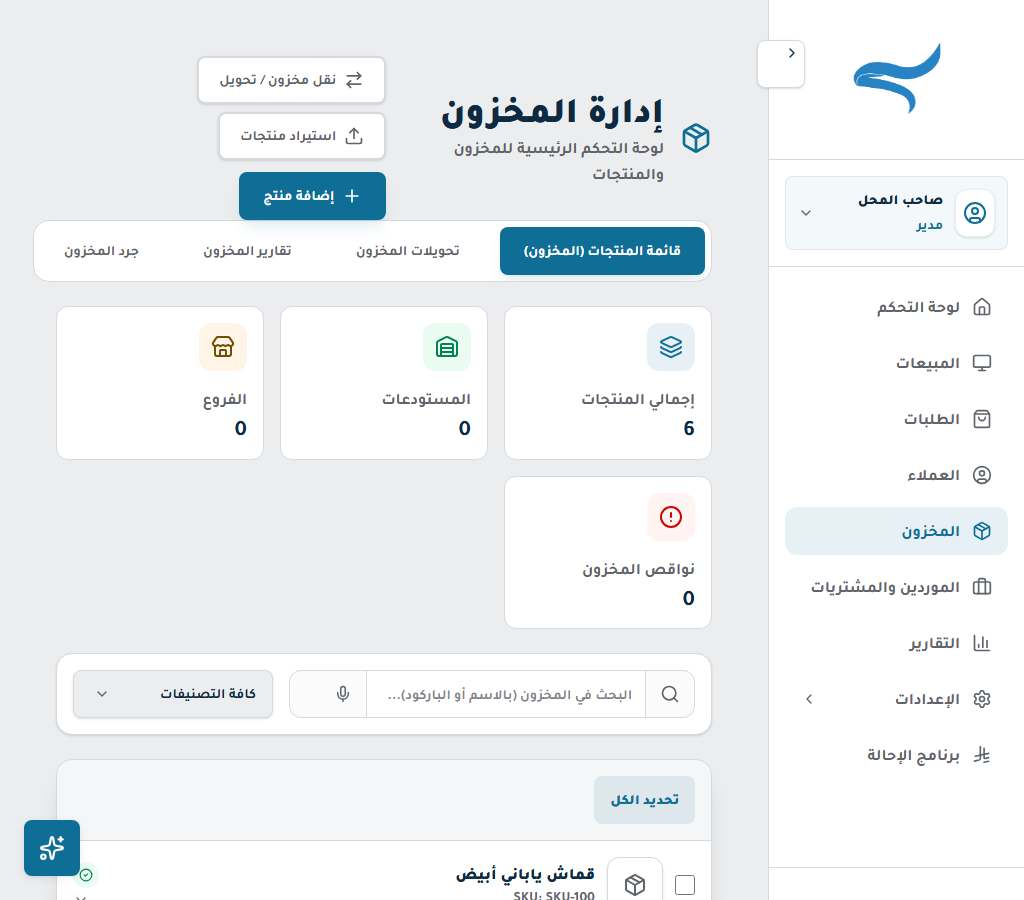 صاحب المحل
مدير
لوحة التحكم
المبيعات
الطلبات
العملاء
المخزون
الموردين والمشتريات
التقارير
الإعدادات
برنامج الإحالة
إدارة المخزون
لوحة التحكم الرئيسية للمخزون
والمنتجات
نقل مخزون / تحويل
استيراد منتجات
إضافة منتج
قائمة المنتجات (المخزون)
تحويلات المخزون
تقارير المخزون
جرد المخزون
إجمالي المنتجات
6
المستودعات
0
الفروع
0
نواقص المخزون
0
البحث في المخزون (بالاسم أو الباركود)...
كافة التصنيفات
تحديد الكل
قماش ياباني أبيض
SKU: SKU-100